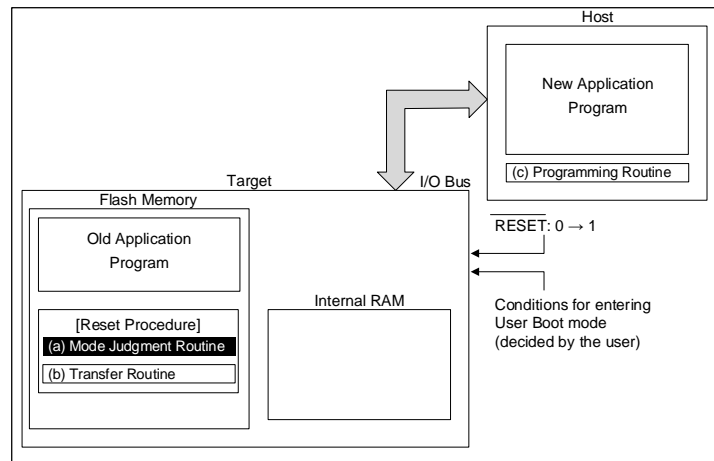 Host
New Application
Program
(c) Programming Routine
I/O Bus
Target
Flash Memory
Old Application
Program
[Reset Procedure]
(a) Mode Judgment Routine
(b) Transfer Routine
Internal RAM
RESET: 0 → 1
Conditions for entering
User Boot mode
(decided by the user)